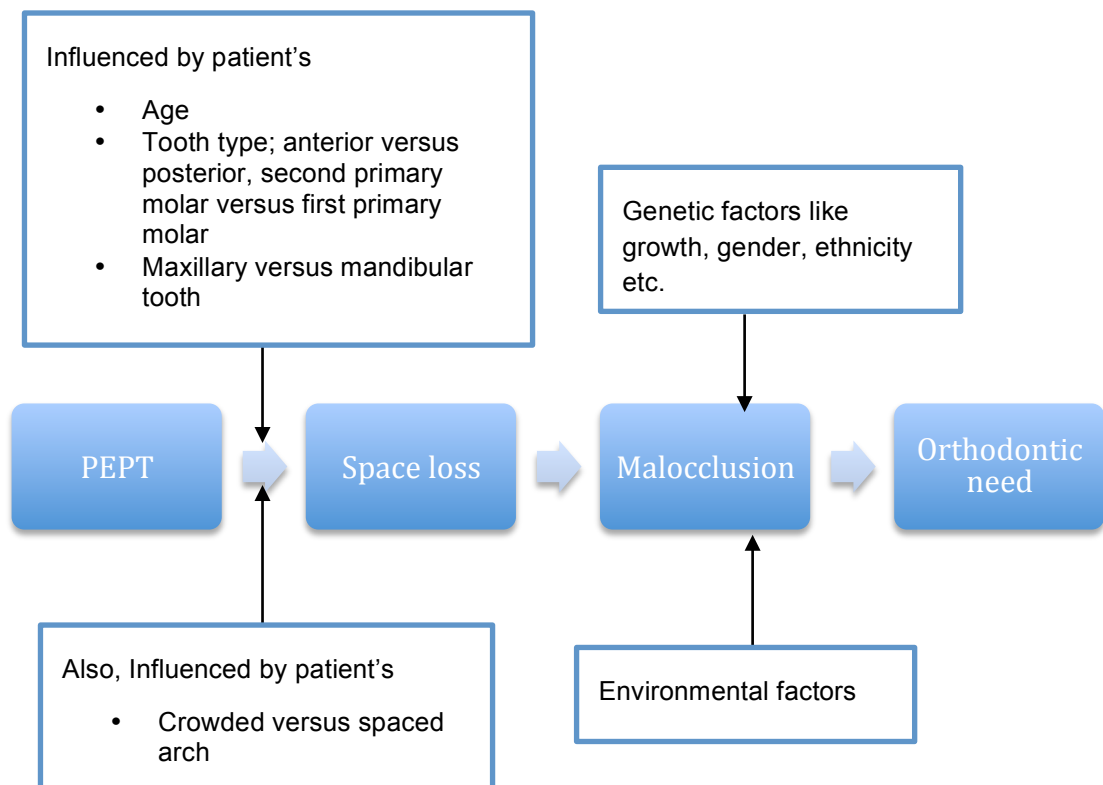 Influenced by patient’s
• Age
• Tooth type; anterior versus
posterior, second primary
molar versus first primary
molar
• Maxillary versus mandibular
tooth
Genetic factors like
growth, gender, ethnicity
etc.
PEPT
Space loss
Malocclusion
Orthodontic
need
Also, Influenced by patient’s
• Crowded versus spaced
arch
Environmental factors